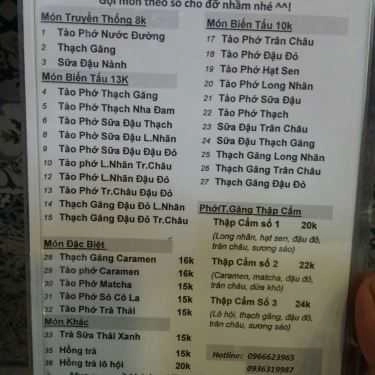 gọi món theo số cho đỡ nhầm nhé ^^!
Món Truyền Thống 8k
1 Tào Phớ Nước Đường
2 Thạch Găng
3 Sữa Đậu Nành
Món Biến Tấu 13K
4 Tào Phớ Thạch Găng
5 Tào Phớ Thạch Nha Đam
6 Tào Phớ Sữa Đậu Thạch
8 Tào Phớ Sữa Đậu L.Nhãn
9 Tào Phớ Sữa Đậu Đậu Đỏ
10 Tào phớ L.Nhãn Tr.Châu
12 Tào Phớ L.Nhãn Đậu Đỏ
13 Tào Phớ Tr.Châu Đậu Đỏ
14 Thạch Găng Đậu Đỏ L.Nhãn
15 Thạch Găng Đậu Đỏ Tr.Châu
Món Đặc Biệt
28 Thạch Găng Caramen 16k
29 Tào phớ Caramen 16k
30 Tào Phớ Matcha 15k
31 Tào Phớ Sô Cô La 15k
32 Tào Phớ Trà Thái 15k
Món Khác
33 Trà Sữa Thái Xanh 15k
35 Hồng trà 15k
36 Hồng trà lô hội 20k
Món Biến Tấu 10k
17 Tào Phớ Trân Châu
18 Tào Phớ Đậu Đỏ
19 Tào Phớ Hạt Sen
20 Tào Phớ Long Nhãn
21 Tào Phớ Sữa Đậu
22 Tào Phớ Thạch
23 Sữa Đậu Trân Châu
24 Sữa Đậu Thạch Găng
25 Thạch Găng Long Nhãn
26 Thạch Găng Trân Châu
27 Thạch Găng Đậu Đỏ
Phớ/T.Găng Thập Cẩm
Thập Cẩm số 1 20k
(Long nhãn, hạt sen, đậu đỏ,
trân châu, sương sáo)
Thập Cẩm số 2 22k
(Caramen, matcha, đậu đỏ,
trân châu, dừa khô)
Thập Cẩm Số 3 24k
(Lô hội, thạch găng, đậu đỏ,
trân châu, sương sáo)
Hotline: 0966623965
0936319987